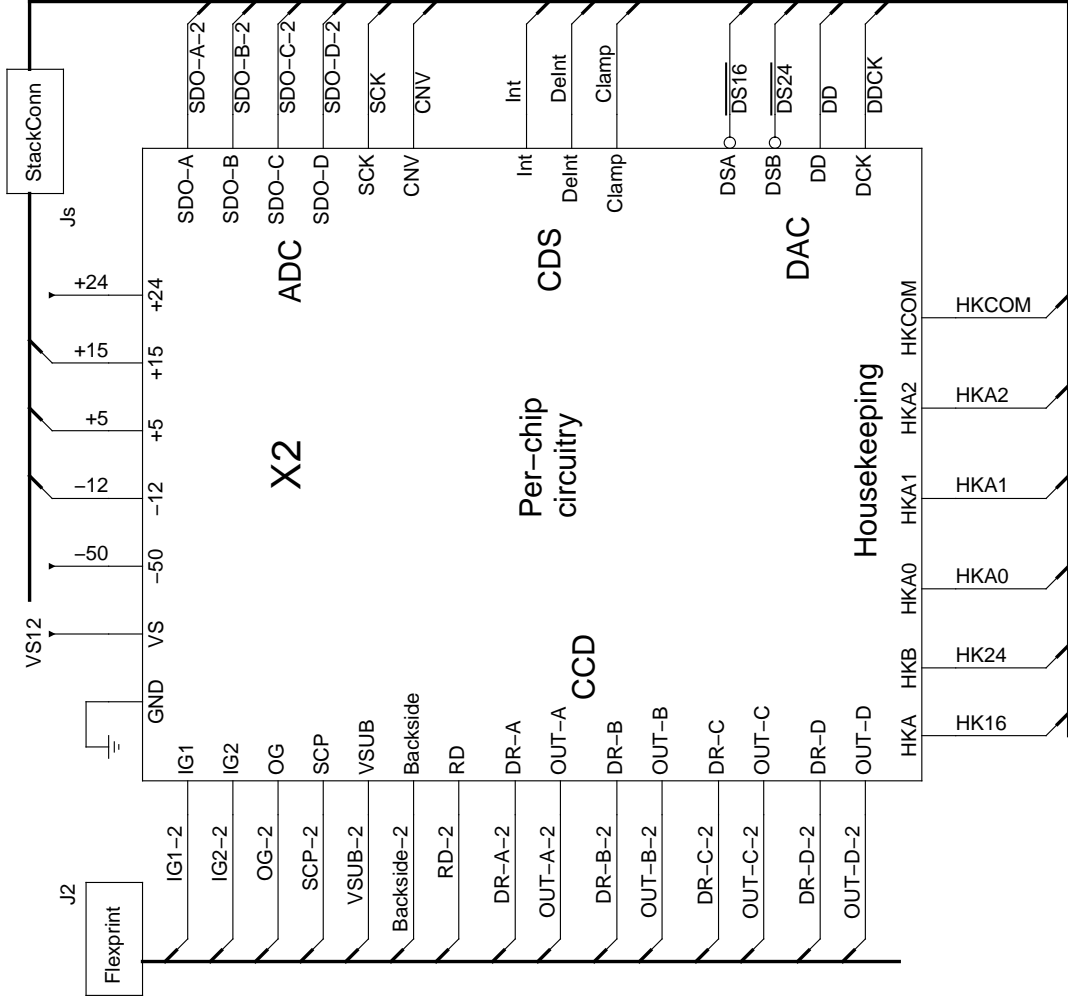 StackConn
Js
SDO-A-2
SDO-B-2
SDO-C-2
SDO-D-2
SCK
CNV
Int
DeInt
Clamp
DS16
DS24
DD
DDCK
SDO-A
SDO-B
SDO-C
SDO-D
SCK
CNV
Int
DeInt
Clamp
DSA
DSB
DD
DCK
+24
+15
+5
-12
-50
VS12
+24
+15
+5
-12
-50
VS
GND
ADC
CDS
DAC
X2
Per-chip
circuitry
Housekeeping
CCD
HKCOM
HKA2
HKA1
HKA0
HKB
HKA
HKCOM
HKA2
HKA1
HKA0
HK24
HK16
IG1
IG2
OG
SCP
VSUB
Backside
RD
DR-A
OUT-A
DR-B
OUT-B
DR-C
OUT-C
DR-D
OUT-D
IG1-2
IG2-2
OG-2
SCP-2
VSUB-2
Backside-2
RD-2
DR-A-2
OUT-A-2
DR-B-2
OUT-B-2
DR-C-2
OUT-C-2
DR-D-2
OUT-D-2
J2
Flexprint